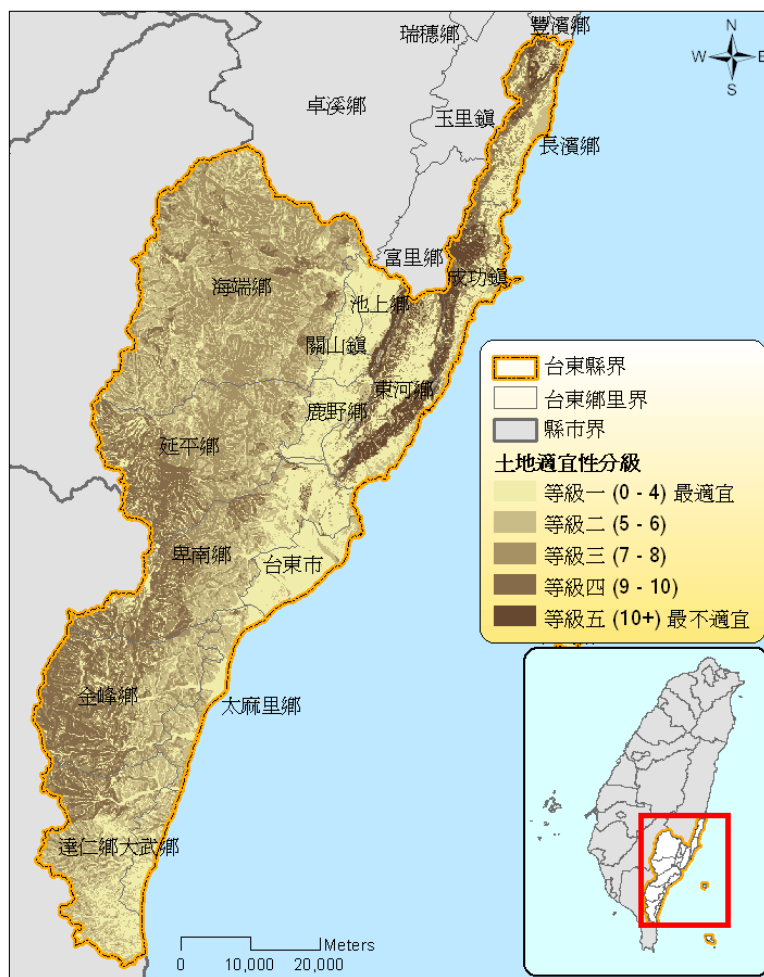 豐濱鄉
瑞穗鄉
N
W
E
S
卓溪鄉
玉里鎮
長濱鄉
富里鄉
海端鄉
成功鎮
池上鄉
關山鎮
東河鄉
鹿野鄉
延平鄉
卑南鄉
台東市
金峰鄉
太麻里鄉
達仁鄉大武鄉
台東縣界
台東鄉里界
縣市界
土地適宜性分級
等級一 (0 - 4) 最適宜
等級二 (5 - 6)
等級三 (7 - 8)
等級四 (9 - 10)
等級五 (10+) 最不適宜
Meters
0 10,000 20,000